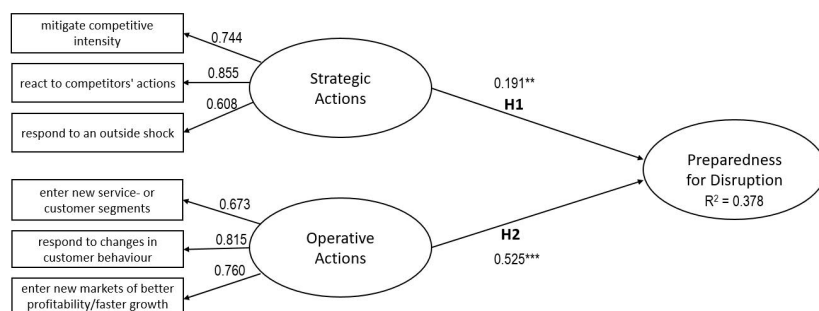 mitigate competitive
intensity
0.744
react to competitors' actions
0.855
respond to an outside shock
0.608
Strategic
Actions
0.191**
H1
enter new service- or
customer segments
0.673
respond to changes in
customer behaviour
0.815
enter new markets of better
profitability/faster growth
0.760
Operative
Actions
H2
0.525***
Preparedness
for Disruption
R² = 0.378